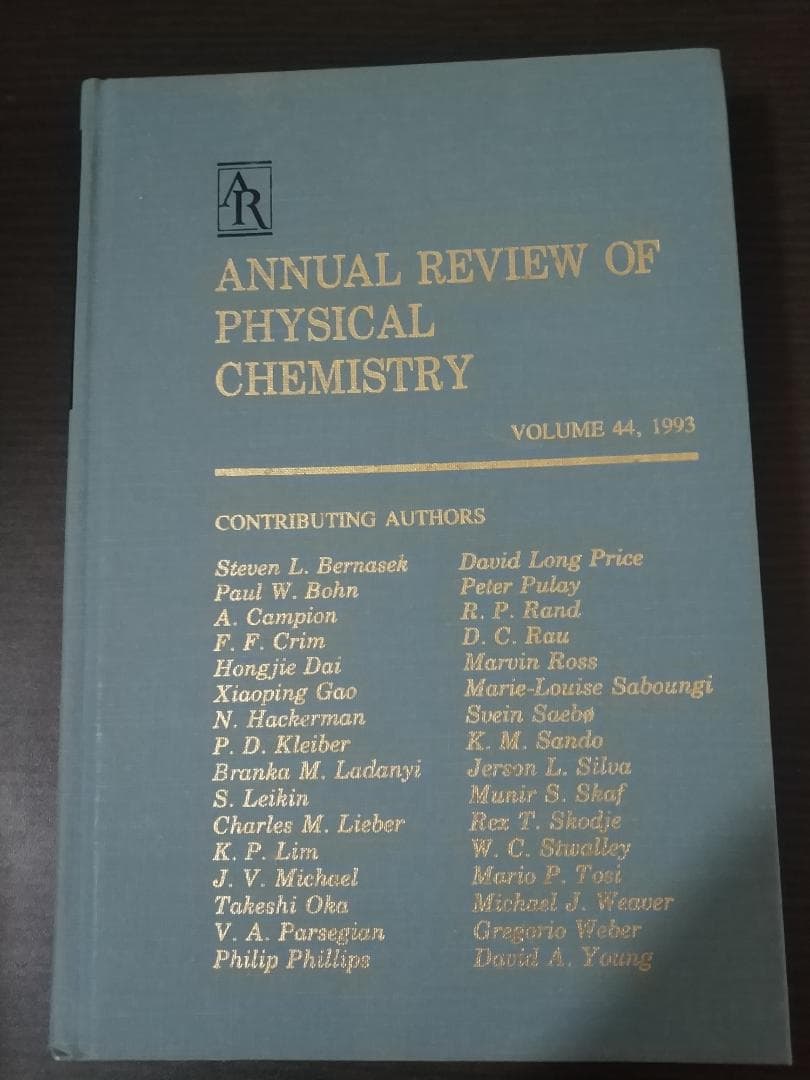 AR
ANNUAL REVIEW OF
PHYSICAL
CHEMISTRY
VOLUME 44, 1993
CONTRIBUTING AUTHORS
Steven L. Bernasek
Paul W. Bohn
A. Campion
F. F. Crim
Hongjie Dai
Xiaoping Gao
N. Hackerman
P. D. Kleiber
Branka M. Ladanyi
S. Leikin
Charles M. Lieber
K. P. Lim
J. V. Michael
Takeshi Oka
V. A. Parsegian
Philip Phillips
David Long Price
Peter Pulay
R. P. Rand
D. C. Rau
Marvin Ross
Marie-Louise Saboungi
Svein Saebø
K. M. Sando
Jerson L. Silva
Munir S. Skaf
Rex T. Skodje
W. C. Stwalley
Mario P. Tosi
Michael J. Weaver
Gregorio Weber
David A. Young